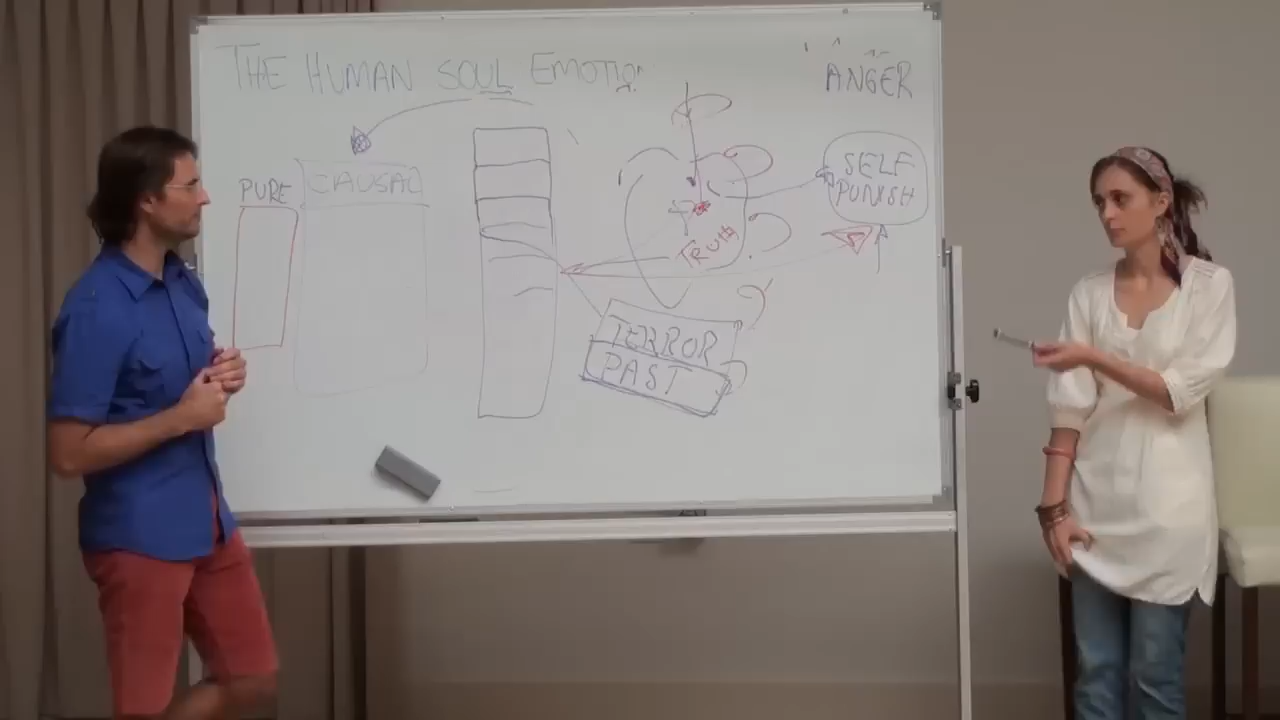 THE HUMAN SOUL EMOTION
ANGER
PURE
CAUSAL
SELF
PUNISH
TRUTH
TERROR
PAST